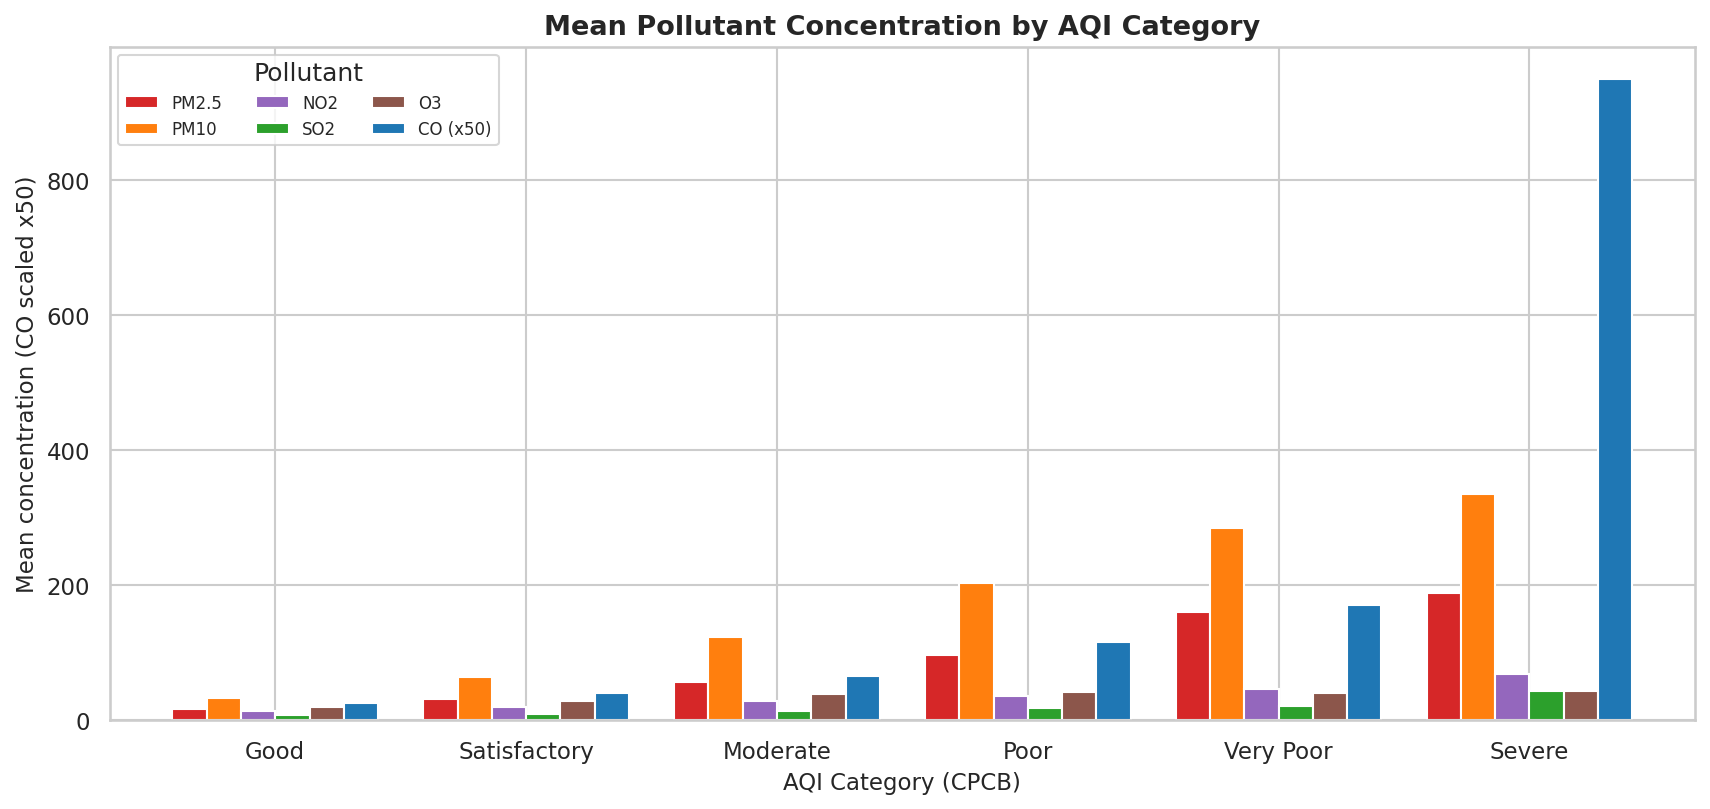 Mean Pollutant Concentration by AQI Category
Pollutant
PM2.5 NO2 O3
PM10 SO2 CO (x50)
Mean concentration (CO scaled x50)
800
600
400
200
0
Good Satisfactory Moderate Poor Very Poor Severe
AQI Category (CPCB)